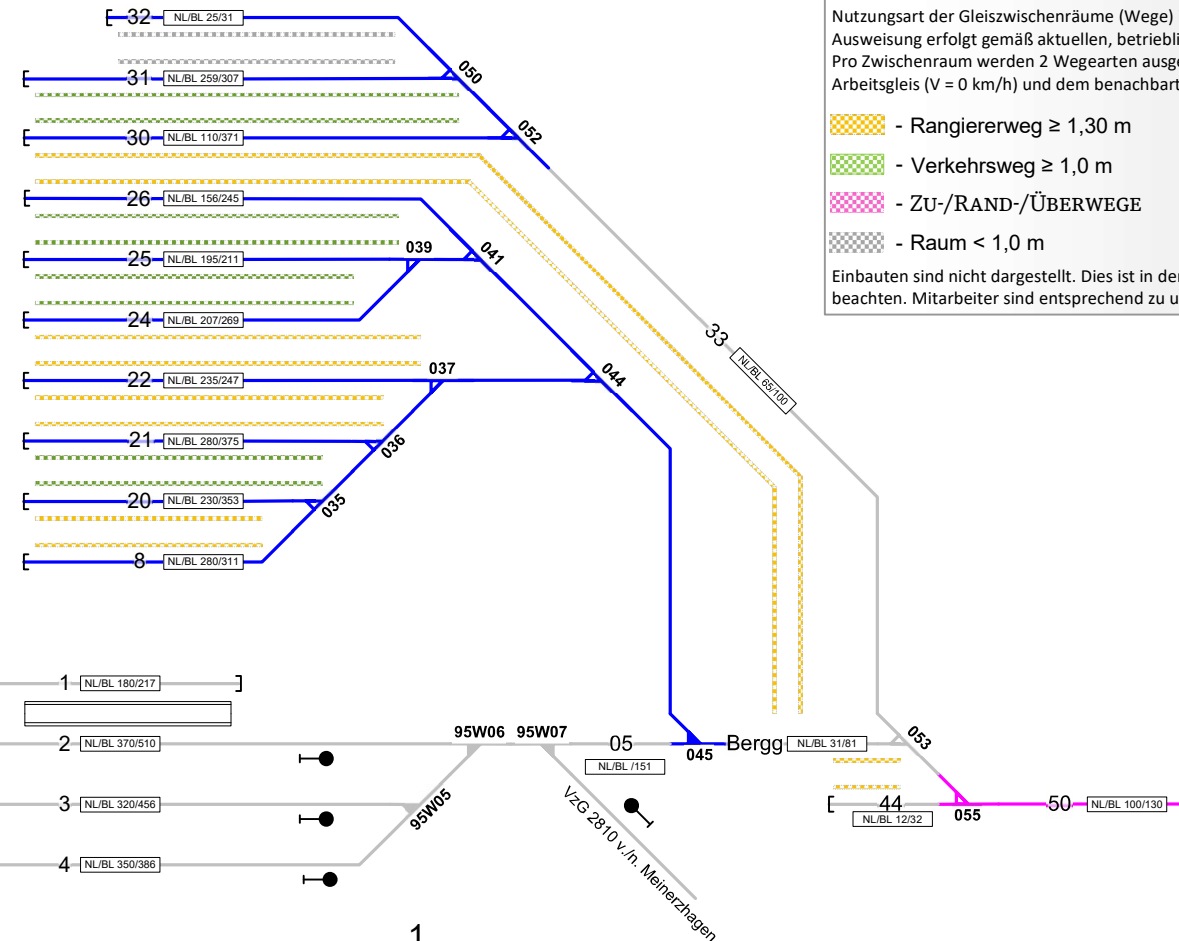 32 NL/BL 25/31
31 NL/BL 259/307
050
30 NL/BL 110/371
052
26 NL/BL 156/245
25 NL/BL 195/211
039
041
24 NL/BL 207/269
22 NL/BL 235/247
037
044
21 NL/BL 280/375
036
20 NL/BL 230/353
035
8 NL/BL 280/311
33 NL/BL 65/100
Nutzungsart der Gleiszwischenräume (Wege)
Ausweisung erfolgt gemäß aktuellen, betriebli
Pro Zwischenraum werden 2 Wegearten ausge
Arbeitsgleis (V = 0 km/h) und dem benachbart
- Rangiererweg ≥ 1,30 m
- Verkehrsweg ≥ 1,0 m
- ZU-/RAND-/ÜBERWEGE
- Raum < 1,0 m
Einbauten sind nicht dargestellt. Dies ist in der
beachten. Mitarbeiter sind entsprechend zu u
1 NL/BL 180/217
2 NL/BL 370/510
95W06 95W07
05
NL/BL /151
045
Bergg NL/BL 31/81
053
3 NL/BL 320/456
95W05
44
NL/BL 12/32
055
50 NL/BL 100/130
4 NL/BL 350/386
VzG 2810 v./n. Meinerzhagen
1